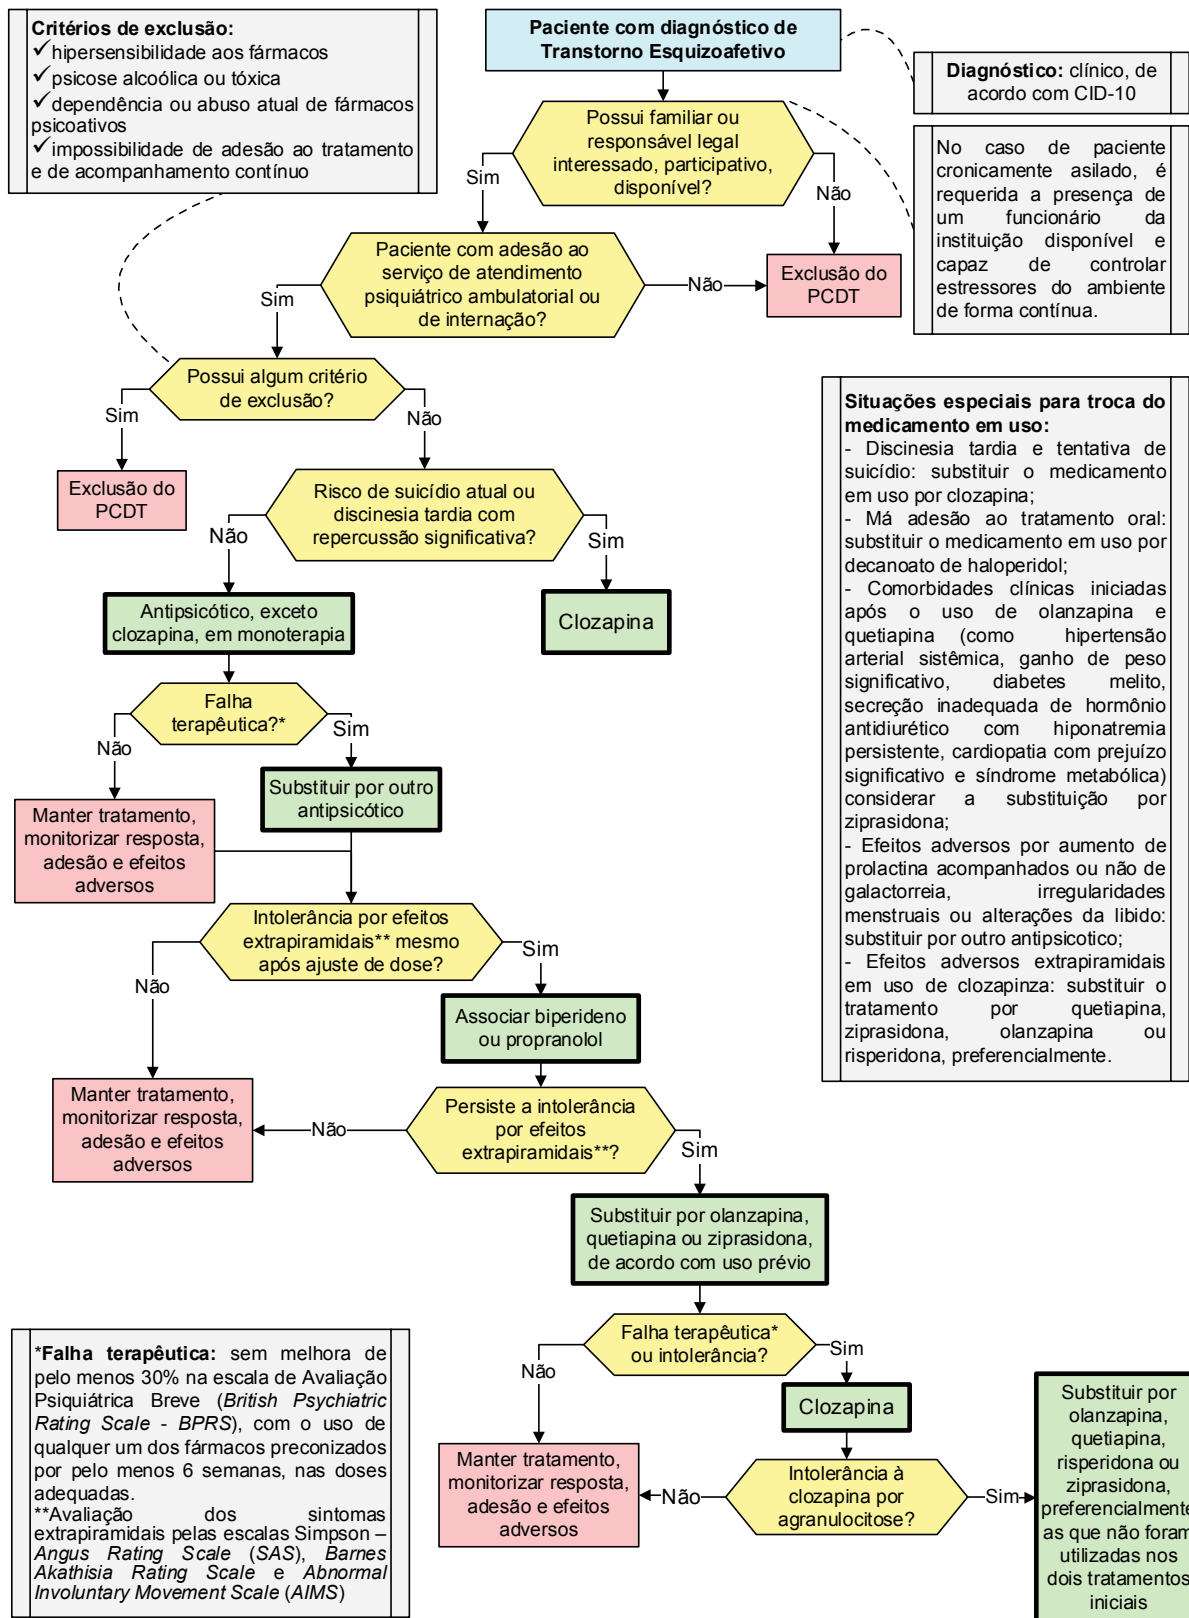 Critérios de exclusão:
✓hipersensibilidade aos fármacos
✓psicose alcoólica ou tóxica
✓dependência ou abuso atual de fármacos
psicoativos
✓impossibilidade de adesão ao tratamento
e de acompanhamento contínuo
Paciente com diagnóstico de
Transtorno Esquizoafetivo
Diagnóstico: clínico, de
acordo com CID-10
Possui familiar ou
responsável legal
interessado, participativo,
disponível?
Sim
Não
No caso de paciente
cronicamente asilado, é
requerida a presença de
um funcionário da
instituição disponível e
capaz de controlar
estressores do ambiente
de forma contínua.
Paciente com adesão ao
serviço de atendimento
psiquiátrico ambulatorial ou
de internação?
Sim
Não
Exclusão do
PCDT
Possui algum critério
de exclusão?
Sim
Não
Exclusão do
PCDT
Risco de suicídio atual ou
discinesia tardia com
repercussão significativa?
Não
Sim
Antipsicótico, exceto
clozapina, em monoterapia
Clozapina
Situações especiais para troca do
medicamento em uso:
- Discinesia tardia e tentativa de
suicídio: substituir o medicamento
em uso por clozapina;
- Má adesão ao tratamento oral:
substituir o medicamento em uso por
decanoato de haloperidol;
- Comorbidades clínicas iniciadas
após o uso de olanzapina e
quetiapina (como hipertensão
arterial sistêmica, ganho de peso
significativo, diabetes melito,
secreção inadequada de hormônio
antidiurético com hiponatremia
persistente, cardiopatia com prejuízo
significativo e síndrome metabólica)
considerar a substituição por
ziprasidona;
- Efeitos adversos por aumento de
prolactina acompanhados ou não de
galactorreia, irregularidades
menstruais ou alterações da libido:
substituir por outro antipsicotico;
- Efeitos adversos extrapiramidais
em uso de clozapinza: substituir o
tratamento por quetiapina,
ziprasidona, olanzapina ou
risperidona, preferencialmente.
Falha
terapêutica?*
Não
Sim
Manter tratamento,
monitorizar resposta,
adesão e efeitos
adversos
Substituir por outro
antipsicótico
Intolerância por efeitos
extrapiramidais** mesmo
após ajuste de dose?
Não
Sim
Associar biperideno
ou propranolol
Manter tratamento,
monitorizar resposta,
adesão e efeitos
adversos
Não
Persiste a intolerância
por efeitos
extrapiramidais**?
Sim
Substituir por olanzapina,
quetiapina ou ziprasidona,
de acordo com uso prévio
Falha terapêutica*
ou intolerância?
Não
Sim
Clozapina
Manter tratamento,
monitorizar resposta,
adesão e efeitos
adversos
Não
Intolerância à
clozapina por
agranulocitose?
Sim
Substituir por
olanzapina,
quetiapina,
risperidona ou
ziprasidona,
preferencialmente
as que não foram
utilizadas nos
dois tratamentos
iniciais
*Falha terapêutica: sem melhora de
pelo menos 30% na escala de Avaliação
Psiquiátrica Breve (British Psychiatric
Rating Scale - BPRS), com o uso de
qualquer um dos fármacos preconizados
por pelo menos 6 semanas, nas doses
adequadas.
**Avaliação dos sintomas
extrapiramidais pelas escalas Simpson –
Angus Rating Scale (SAS), Barnes
Akathisia Rating Scale e Abnormal
Involuntary Movement Scale (AIMS)